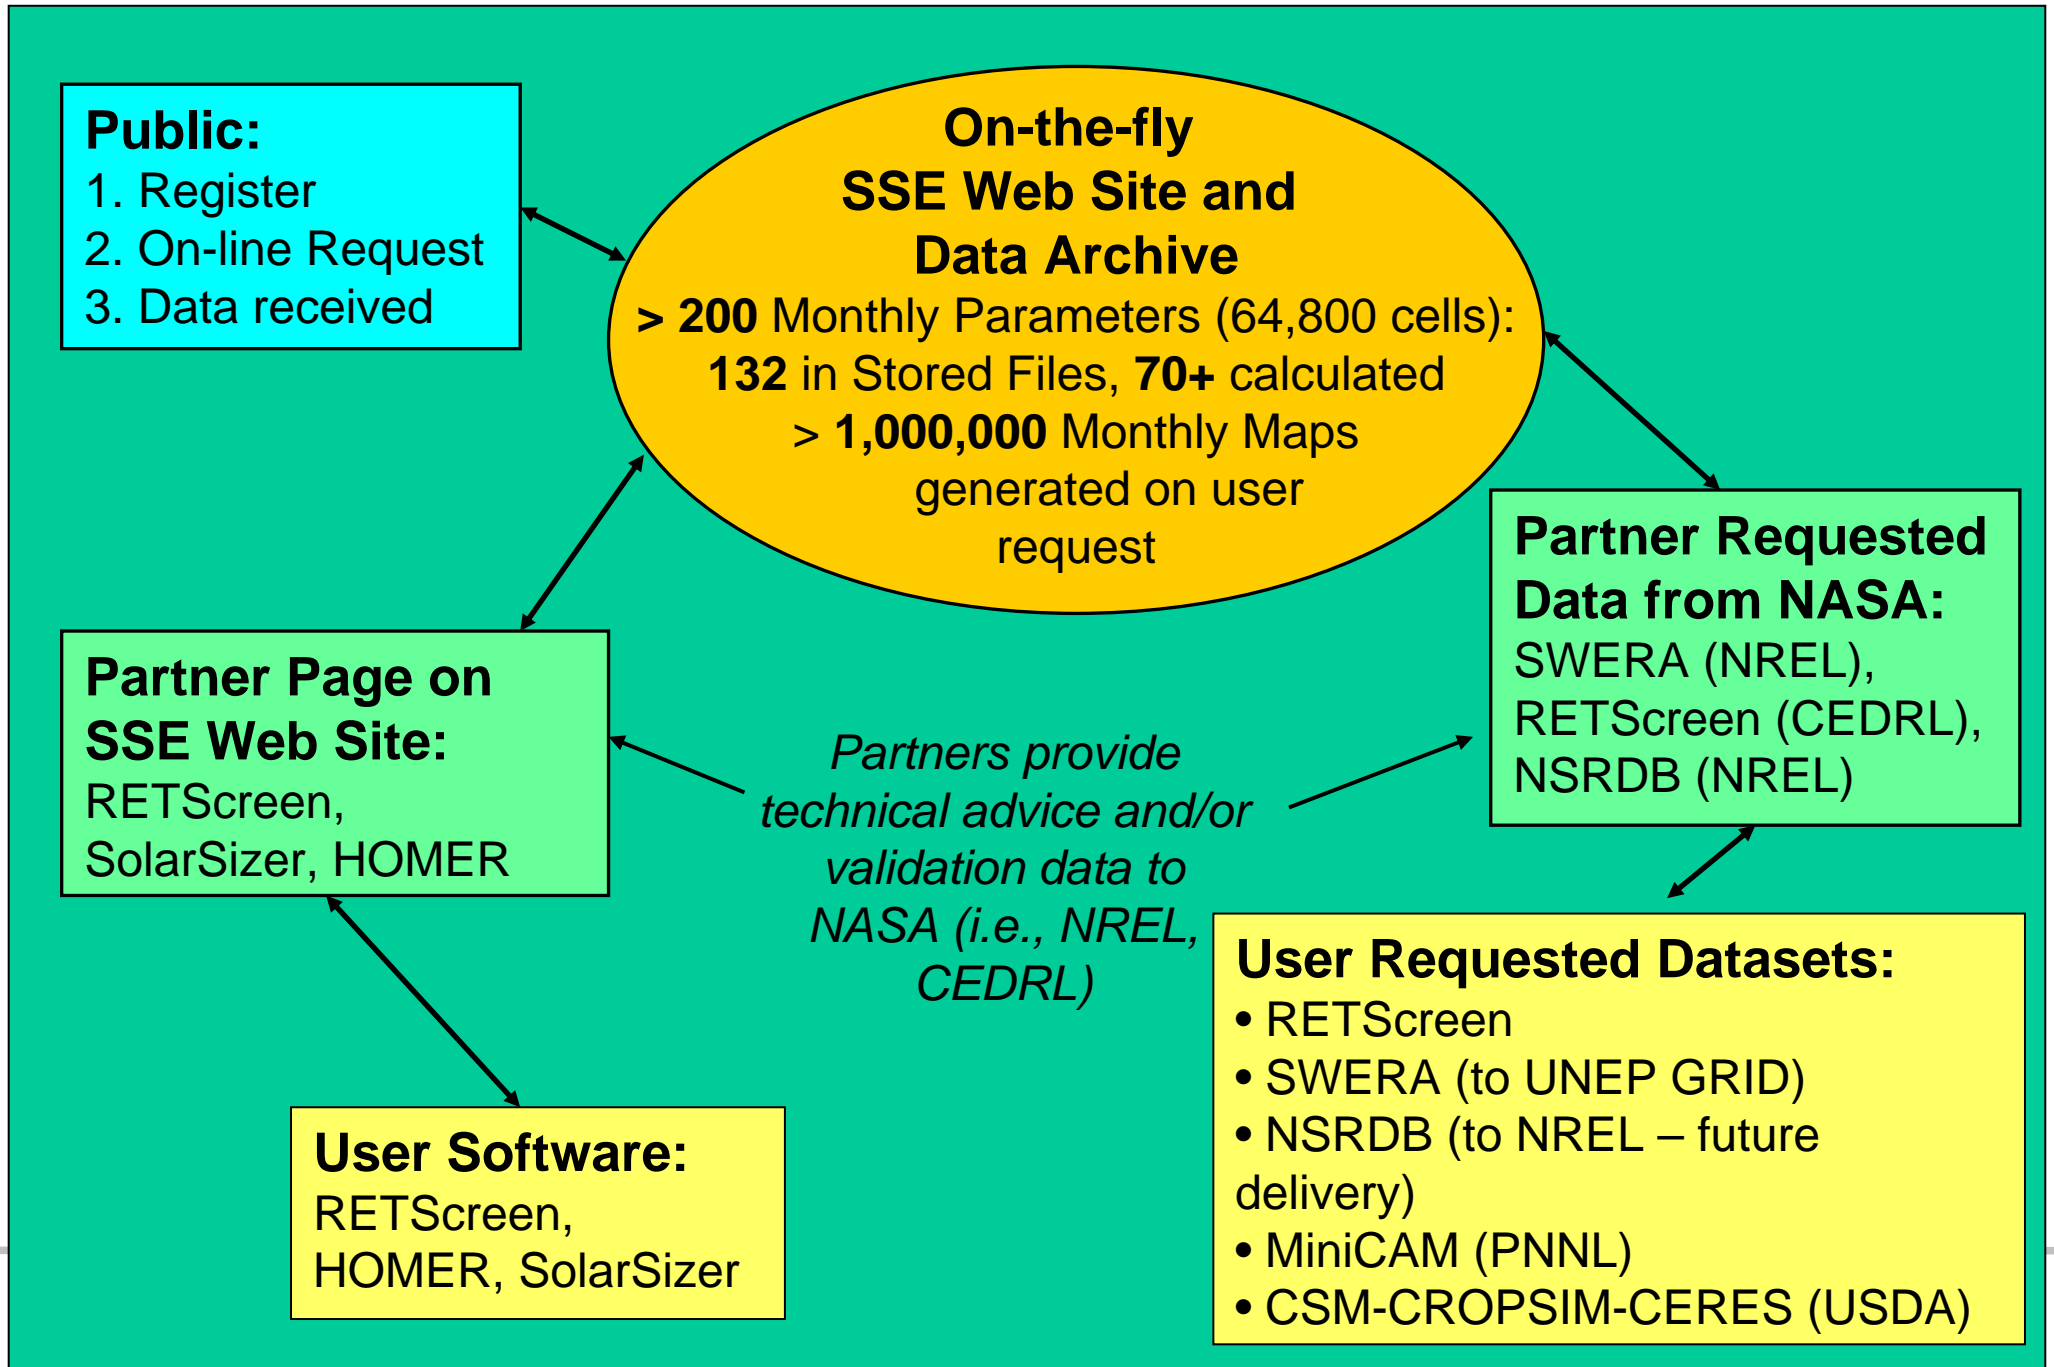 Public:
1. Register
2. On-line Request
3. Data received
On-the-fly
SSE Web Site and
Data Archive
> 200 Monthly Parameters (64,800 cells):
132 in Stored Files, 70+ calculated
> 1,000,000 Monthly Maps
generated on user
request
Partner Requested
Data from NASA:
SWERA (NREL),
RETScreen (CEDRL),
NSRDB (NREL)
Partner Page on
SSE Web Site:
RETScreen,
SolarSizer, HOMER
Partners provide
technical advice and/or
validation data to
NASA (i.e., NREL,
CEDRL)
User Requested Datasets:
• RETScreen
• SWERA (to UNEP GRID)
• NSRDB (to NREL – future
delivery)
• MiniCAM (PNNL)
• CSM-CROPSIM-CERES (USDA)
User Software:
RETScreen,
HOMER, SolarSizer